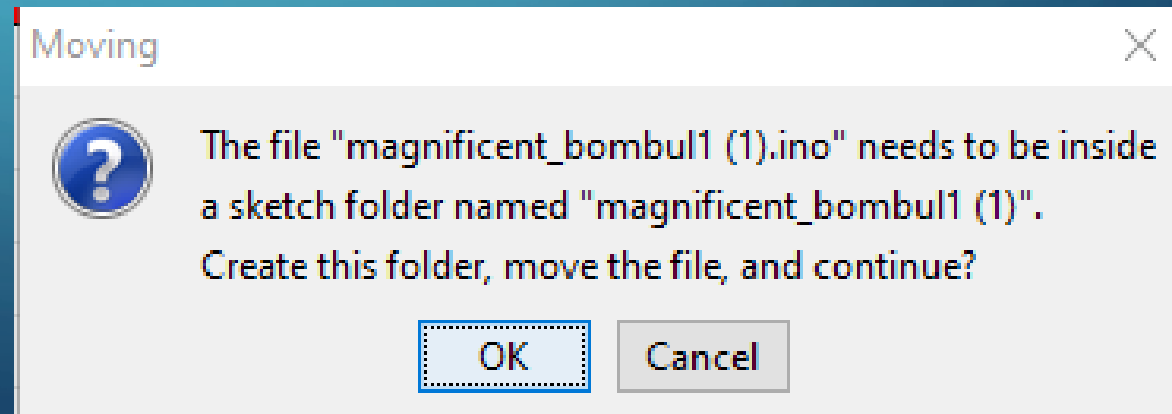 Moving
The file "magnificent_bombul1 (1).ino" needs to be inside
a sketch folder named "magnificent_bombul1 (1)".
Create this folder, move the file, and continue?
OK Cancel